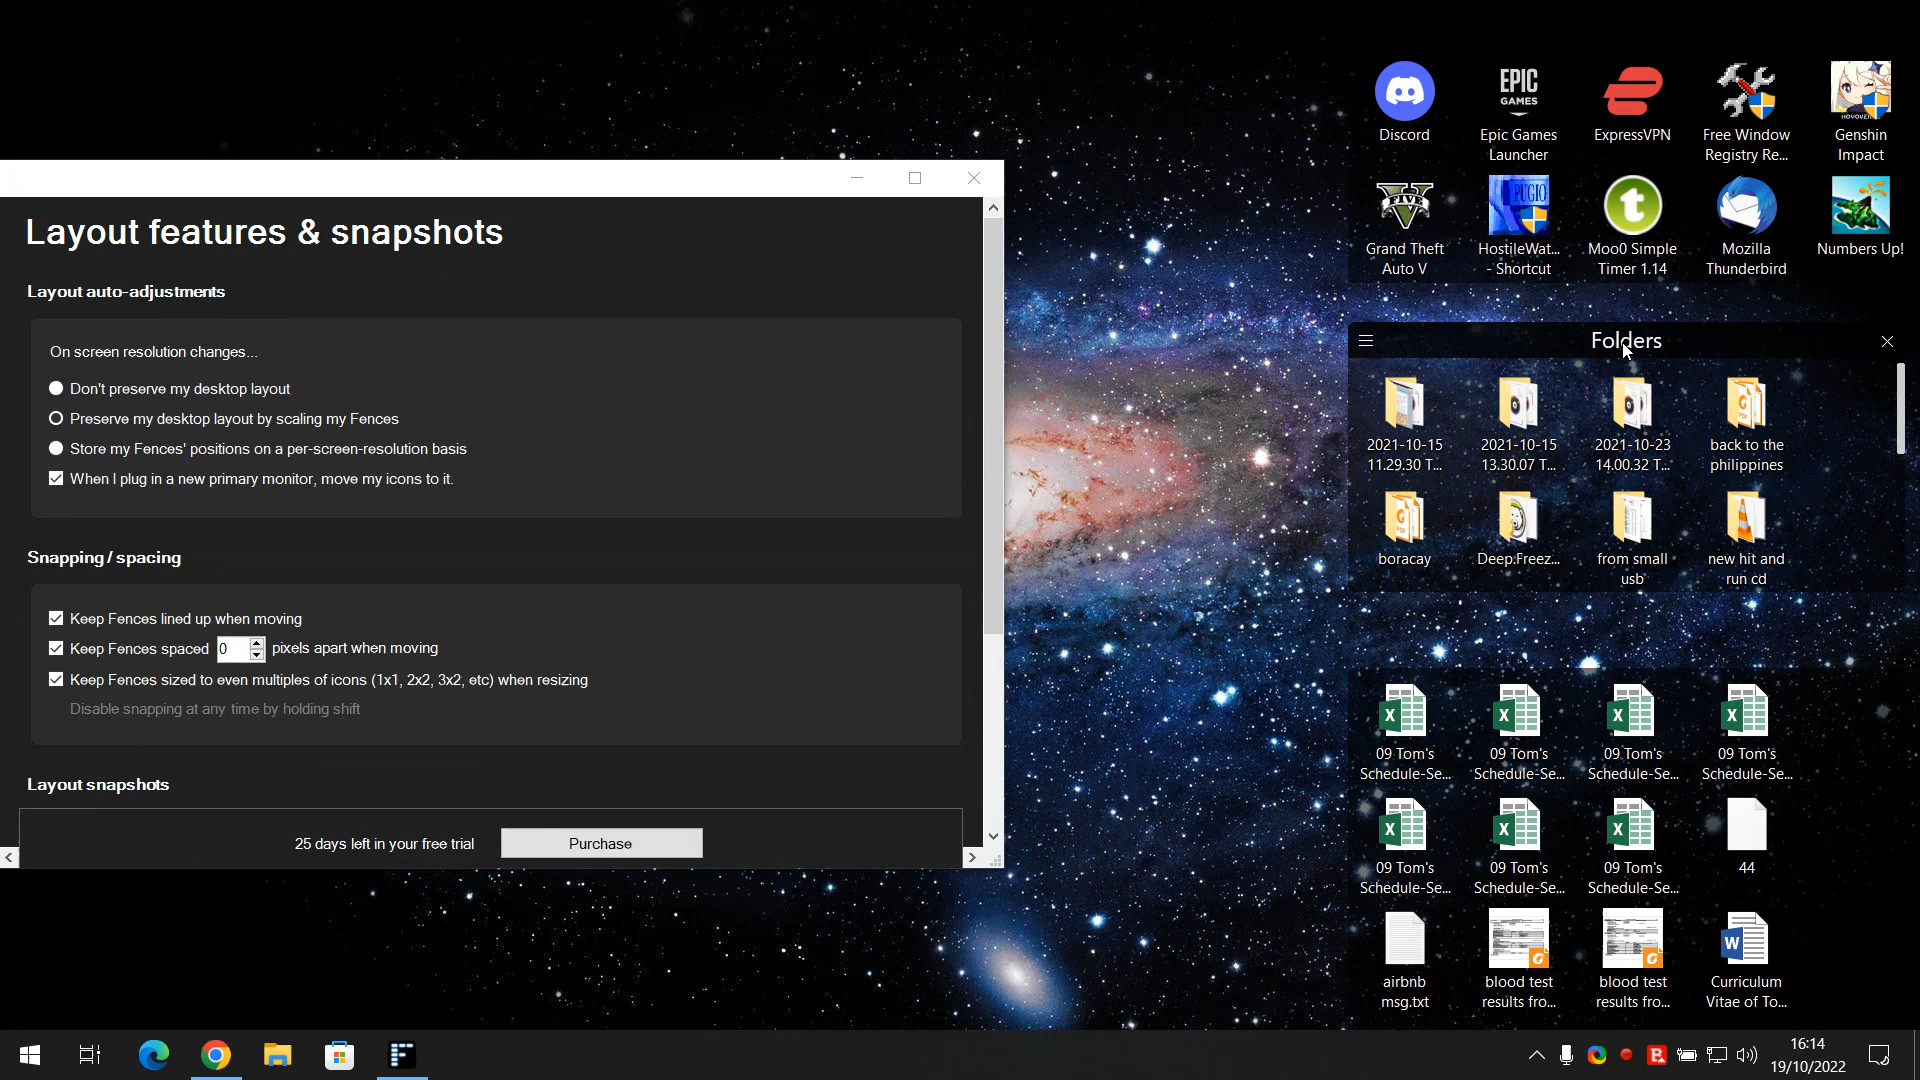 Layout features & snapshots
Layout auto-adjustments
On screen resolution changes...
Don't preserve my desktop layout
Preserve my desktop layout by scaling my Fences
Store my Fences' positions on a per-screen-resolution basis
When I plug in a new primary monitor, move my icons to it.
Snapping / spacing
Keep Fences lined up when moving
Keep Fences spaced 0 pixels apart when moving
Keep Fences sized to even multiples of icons (1x1, 2x2, 3x2, etc) when resizing
Disable snapping at any time by holding shift
Layout snapshots
25 days left in your free trial
Purchase
EPIC
GAMES
Discord
Epic Games
Launcher
ExpressVPN
Free Window
Registry Re...
Genshin
Impact
FIVE
PUGIO
t
Grand Theft
Auto V
HostileWat...
- Shortcut
Moo0 Simple
Timer 1.14
Mozilla
Thunderbird
Numbers Up!
Folders
2021-10-15
11.29.30 T...
2021-10-15
13.30.07 T...
2021-10-23
14.00.32 T...
back to the
philippines
boracay
Deep.Freez...
from small
usb
new hit and
run cd
09 Tom's
Schedule-Se...
09 Tom's
Schedule-Se...
09 Tom's
Schedule-Se...
09 Tom's
Schedule-Se...
09 Tom's
Schedule-Se...
09 Tom's
Schedule-Se...
09 Tom's
Schedule-Se...
44
airbnb
msg.txt
blood test
results fro...
blood test
results fro...
Curriculum
Vitae of To...
16:14
19/10/2022